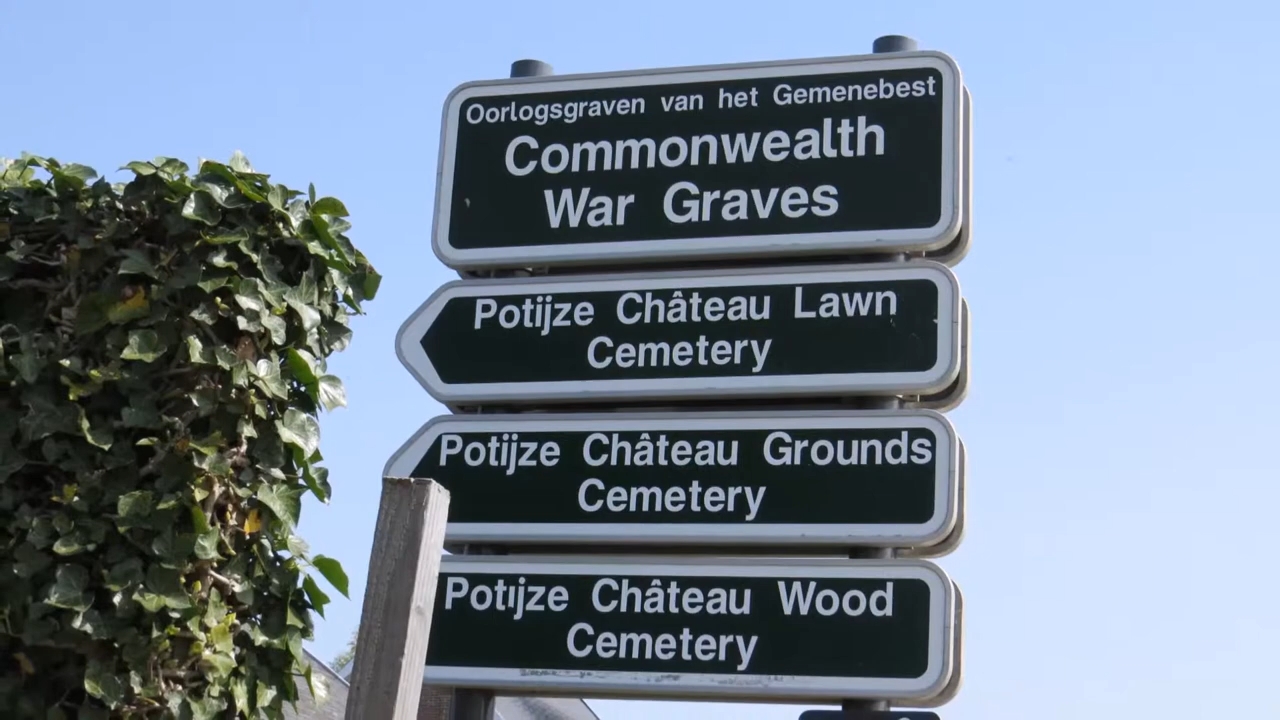 Oorlogsgraven van het Gemenebest
Commonwealth
War Graves
Potijze Château Lawn
Cemetery
Potijze Château Grounds
Cemetery
Potijze Château Wood
Cemetery